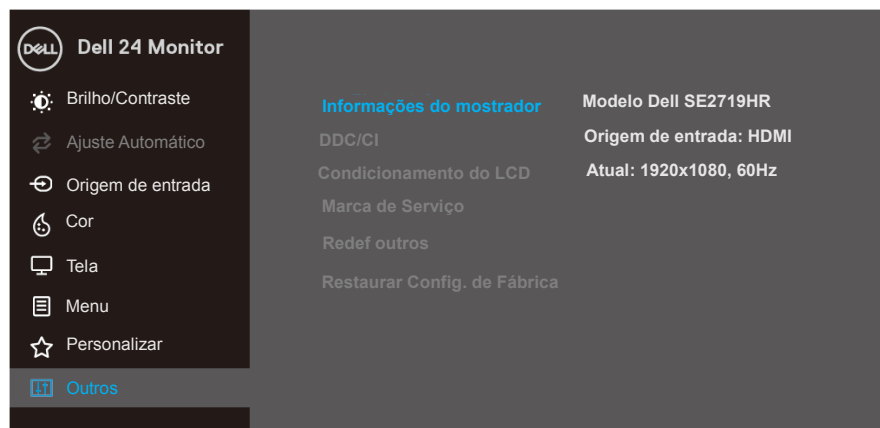 DELL
Dell 24 Monitor
Brilho/Contraste
Ajuste Automático
Origem de entrada
Cor
Tela
Menu
Personalizar
Outros
Informações do mostrador
DDC/CI
Condicionamento do LCD
Marca de Serviço
Redef outros
Restaurar Config. de Fábrica
Modelo Dell SE2719HR
Origem de entrada: HDMI
Atual: 1920x1080, 60Hz